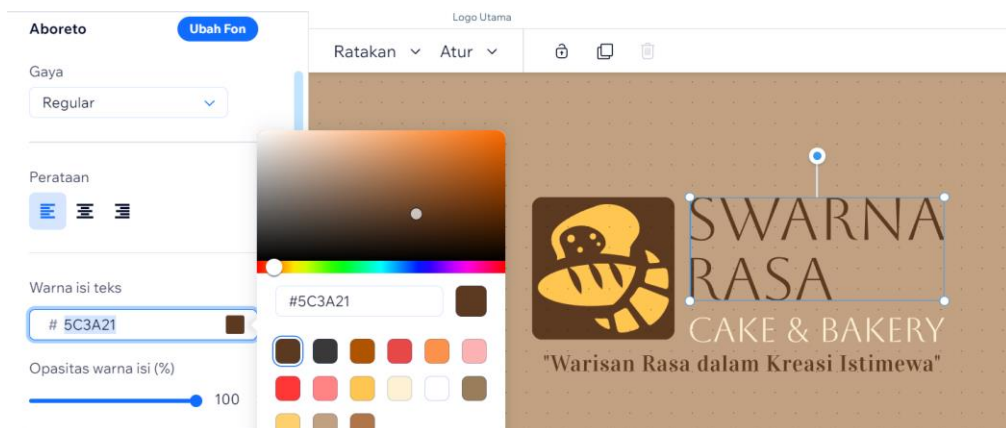 Logo Utama
Aboreto
Ubah Fon
Ratakan
Atur
Gaya
Regular
Perataan
Warna isi teks
# 5C3A21
Opasitas warna isi (%)
100
#5C3A21
SWARNA
RASA
CAKE & BAKERY
"Warisan Rasa dalam Kreasi Istimewa"